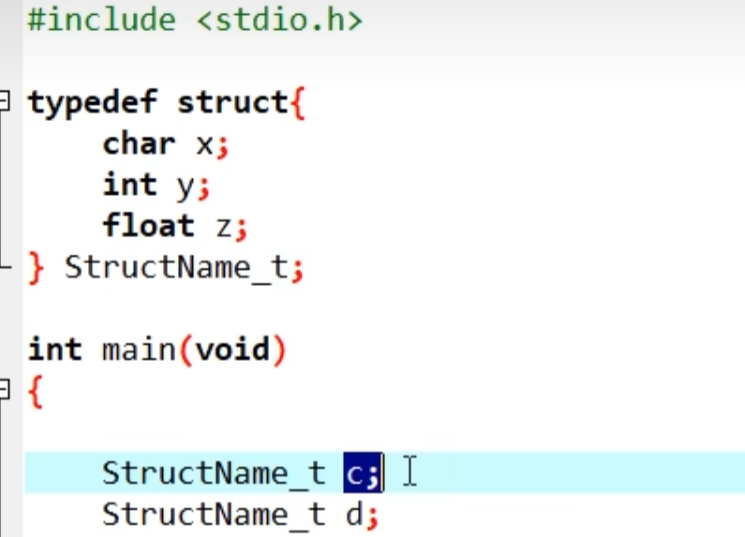 #include <stdio.h>
typedef struct{
char x;
int y;
float z;
} StructName_t;
int main(void)
{
StructName_t c;
StructName_t d;